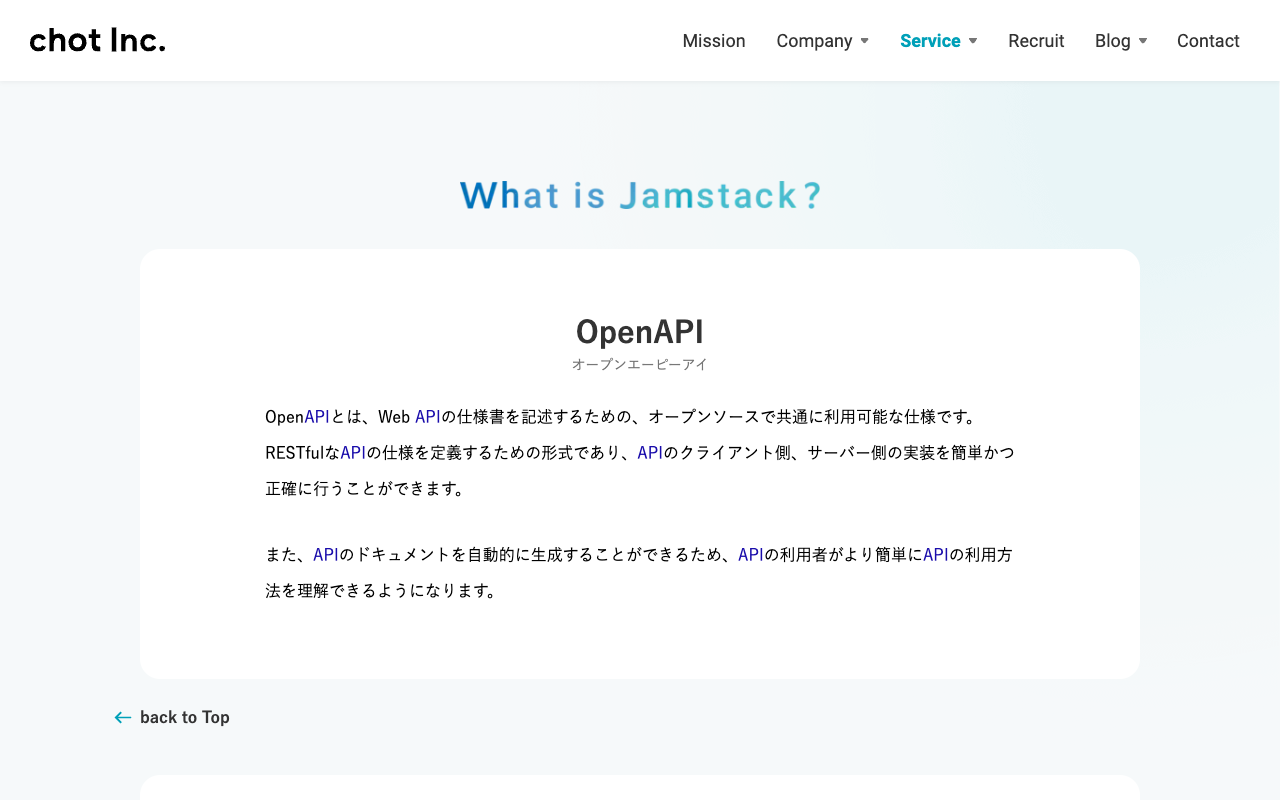 chot Inc.
Mission Company Service Recruit Blog Contact
What is Jamstack?
OpenAPI
オープンエーピーアイ
OpenAPIとは、Web APIの仕様書を記述するための、オープンソースで共通に利用可能な仕様です。
RESTfulなAPIの仕様を定義するための形式であり、APIのクライアント側、サーバー側の実装を簡単かつ
正確に行うことができます。
また、APIのドキュメントを自動的に生成することができるため、APIの利用者がより簡単にAPIの利用方
法を理解できるようになります。
back to Top